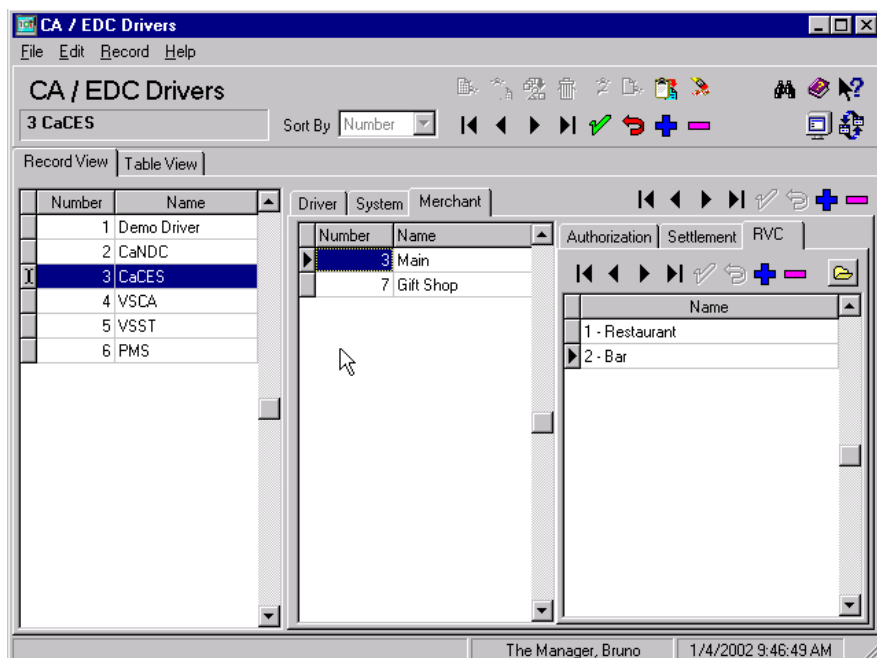 CA / EDC Drivers
File Edit Record Help
CA / EDC Drivers
3 CaCES
Sort By Number
Record View Table View
Number Name
1 Demo Driver
2 CaNDC
3 CaCES
4 VSCA
5 VSST
6 PMS
Driver System Merchant
Number Name
3 Main
7 Gift Shop
Authorization Settlement RVC
Name
1 - Restaurant
2 - Bar
The Manager, Bruno 1/4/2002 9:46:49 AM